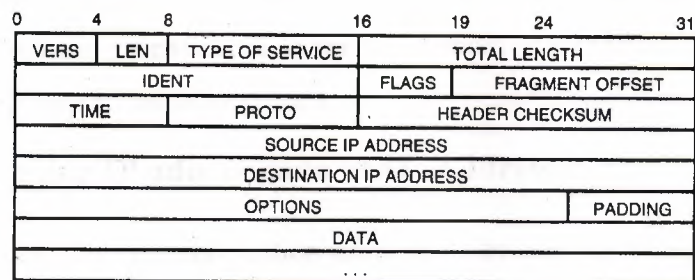 0 4 8 16 19 24 31
VERS LEN TYPE OF SERVICE TOTAL LENGTH
IDENT FLAGS FRAGMENT OFFSET
TIME PROTO HEADER CHECKSUM
SOURCE IP ADDRESS
DESTINATION IP ADDRESS
OPTIONS PADDING
DATA
. . .